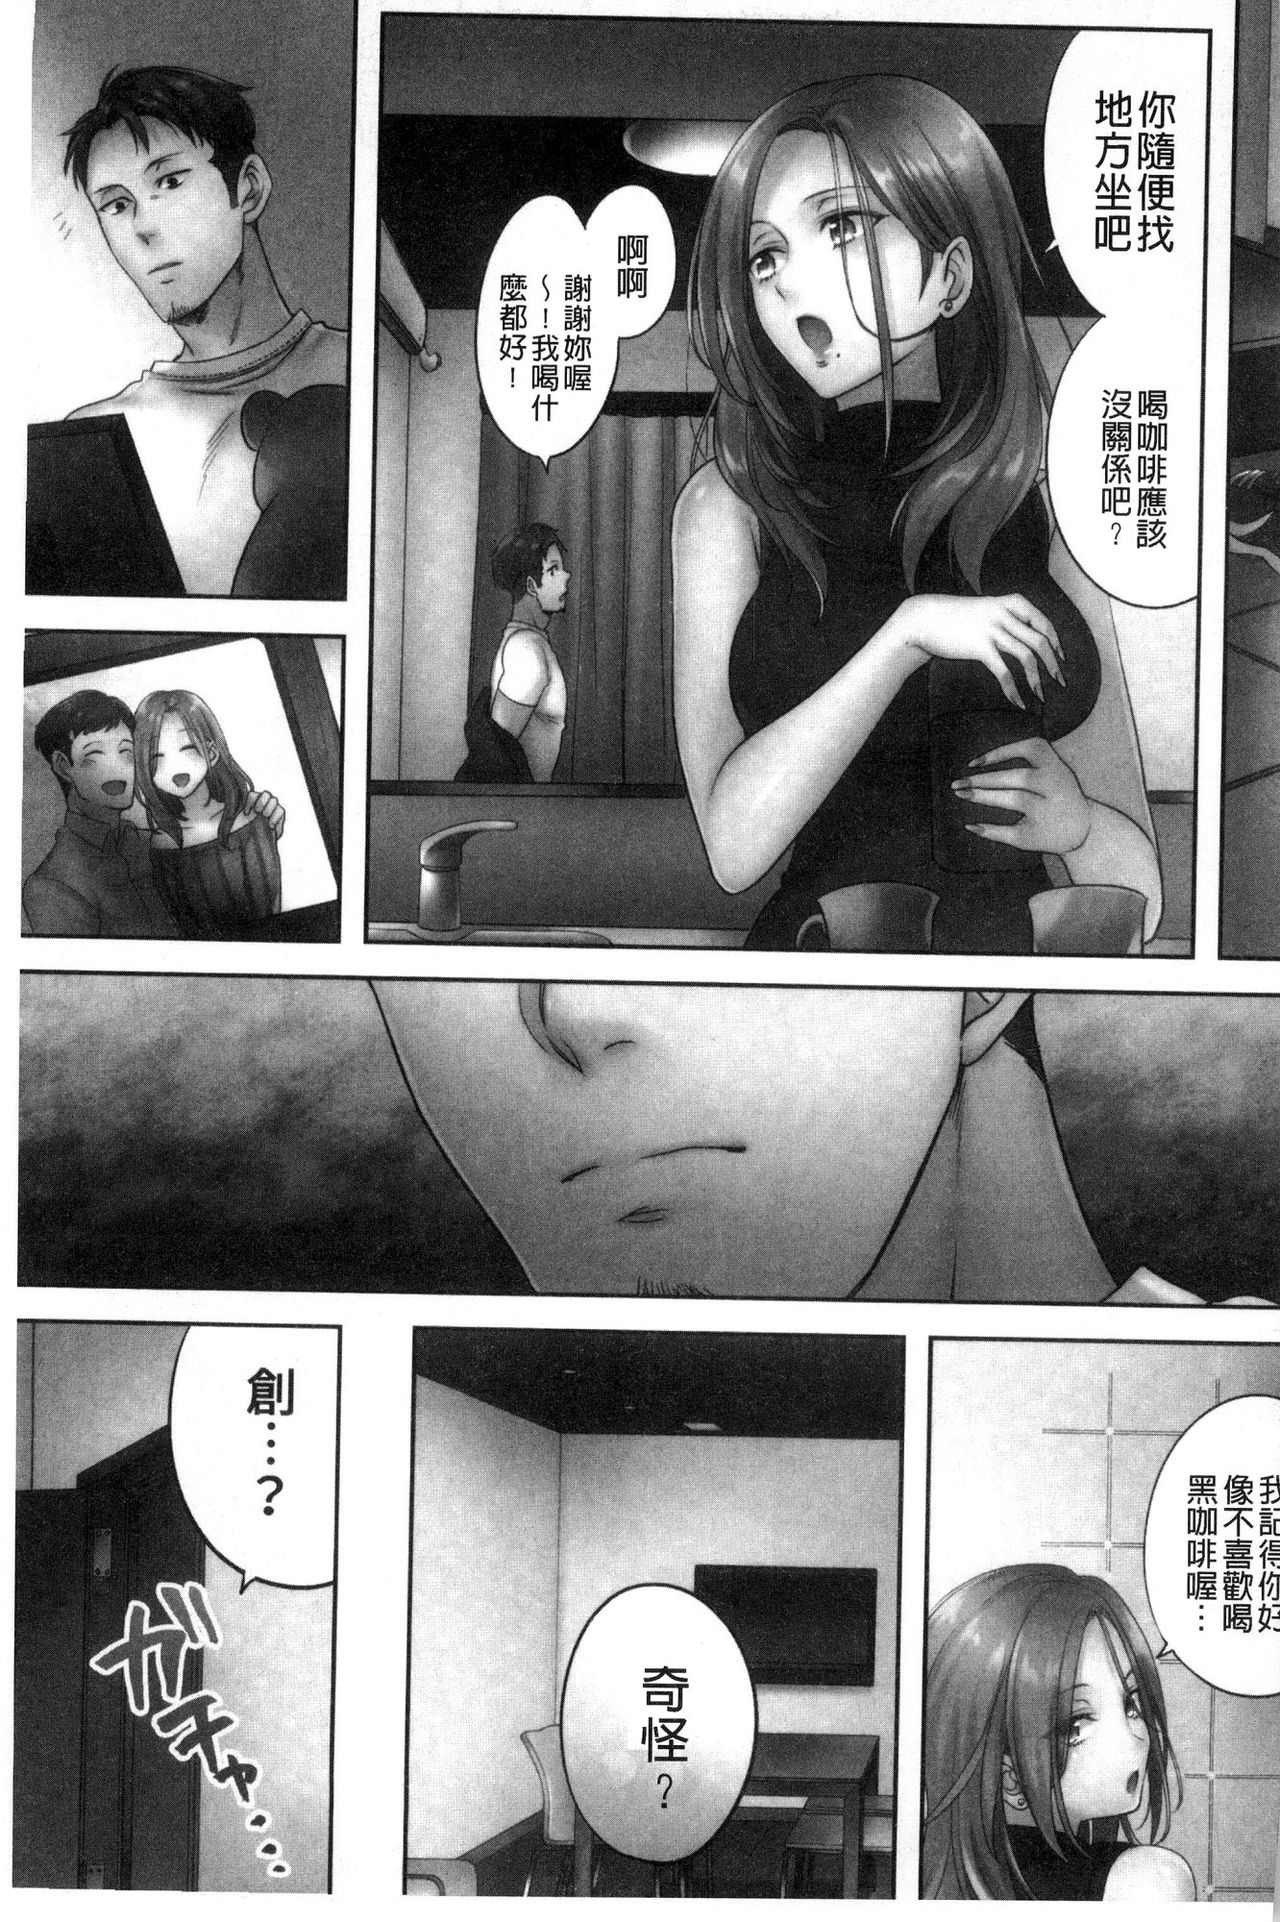 你隨便找
地方坐吧
喝咖啡應該
沒關係吧？
啊啊
謝謝妳喔
～！我喝什
麼都好！
我記得你好
像不喜歡喝
黑咖啡喔…
奇怪？
創…？
ガチャ…